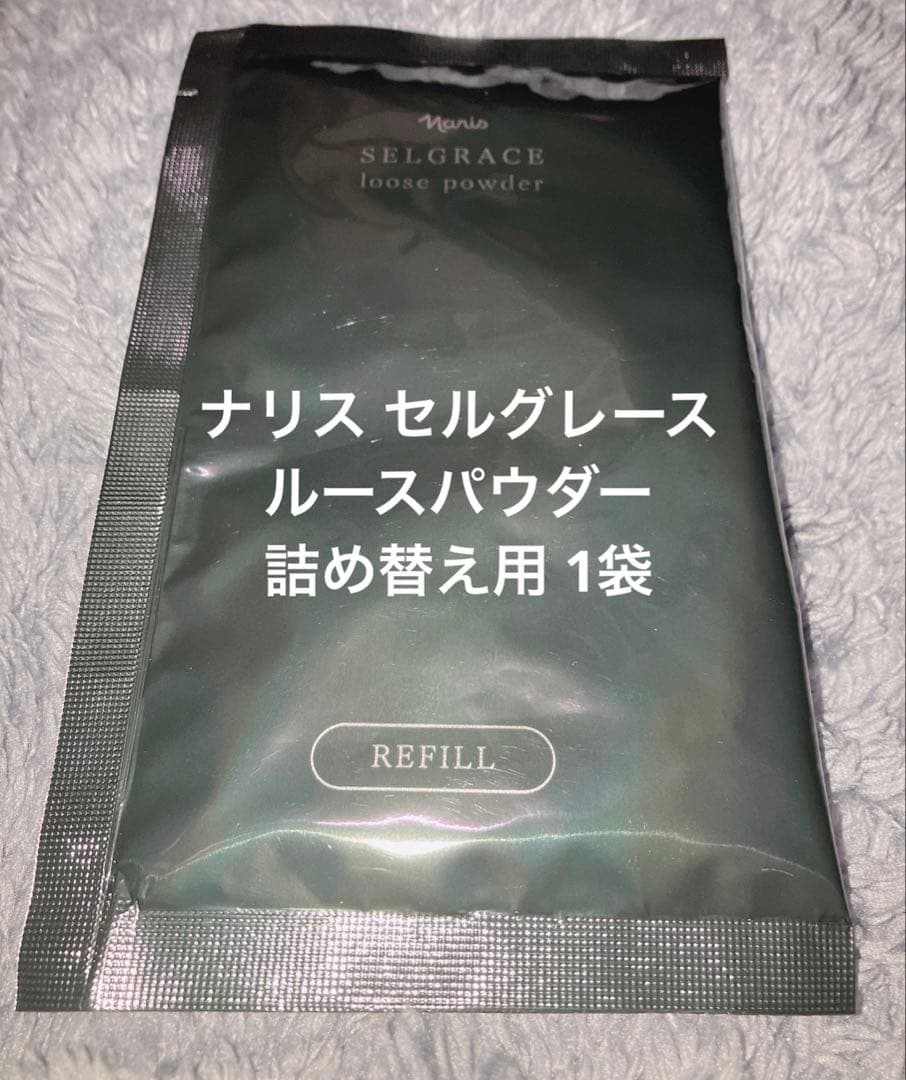 Naris
SELGRACE
loose powder
ナリス セルグレース
ルースパウダー
詰め替え用 1袋
REFILL